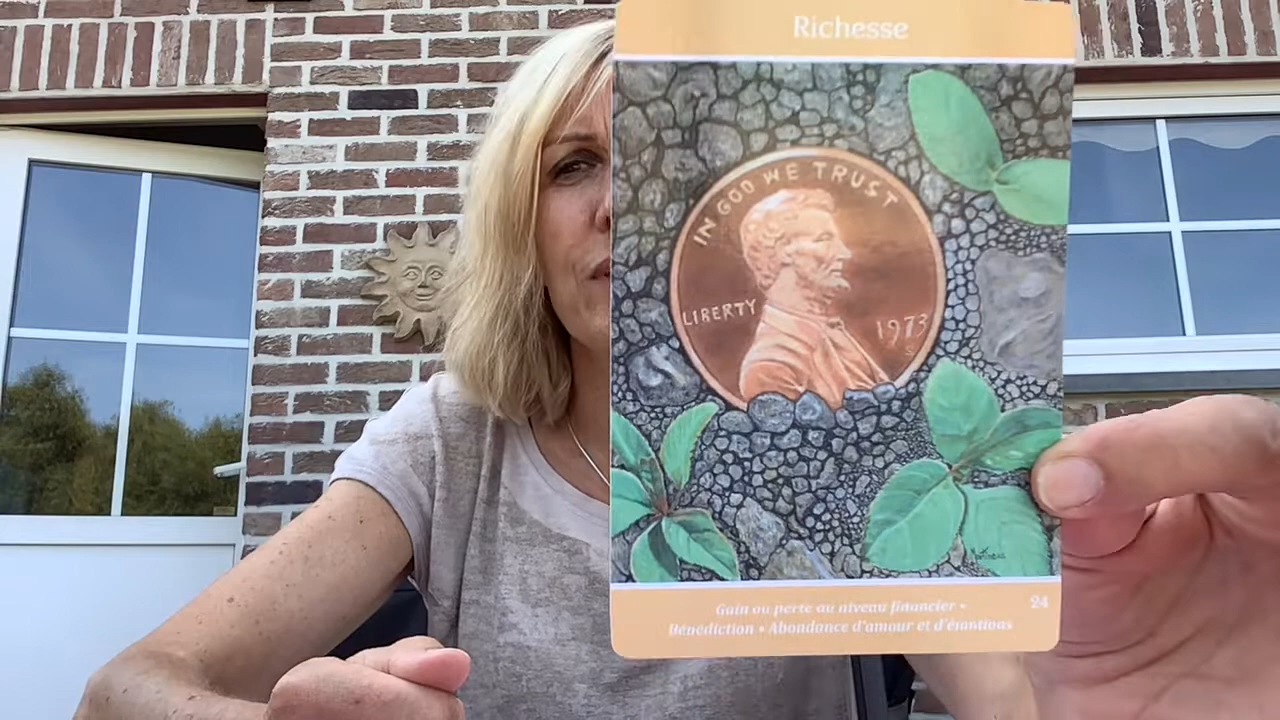 Richesse
IN GOD WE TRUST
LIBERTY
1973
Gain ou perte au niveau financier •
24
Bénédiction • Abondance d'amour et d'émotions